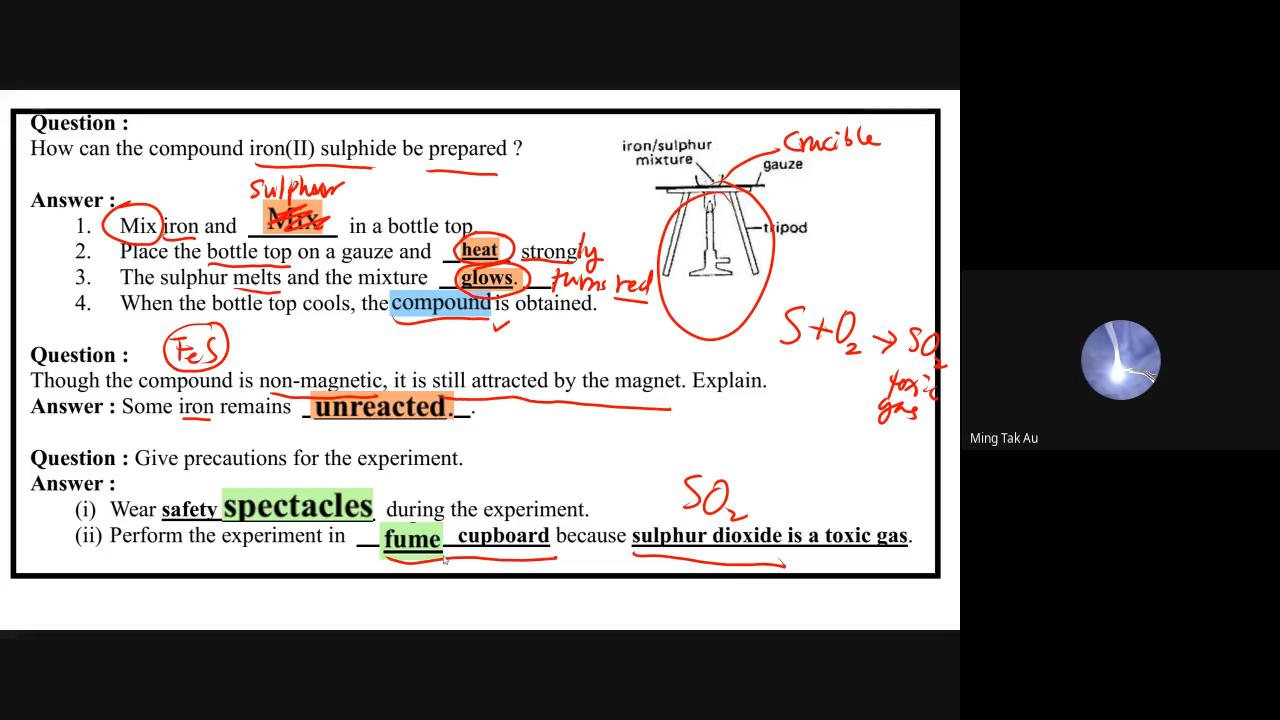 Question :
How can the compound iron(II) sulphide be prepared ?
Answer :
sulphur
1. Mix iron and Mix in a bottle top.
2. Place the bottle top on a gauze and heat strongly
3. The sulphur melts and the mixture glows. turns red
4. When the bottle top cools, the compound is obtained.
iron/sulphur
mixture
crucible
gauze
tripod
S + O2 → SO2
toxic
gas
FeS
Question :
Though the compound is non-magnetic, it is still attracted by the magnet. Explain.
Answer : Some iron remains unreacted. .
Question : Give precautions for the experiment.
Answer :
SO2
(i) Wear safety spectacles during the experiment.
(ii) Perform the experiment in fume cupboard because sulphur dioxide is a toxic gas.
Ming Tak Au